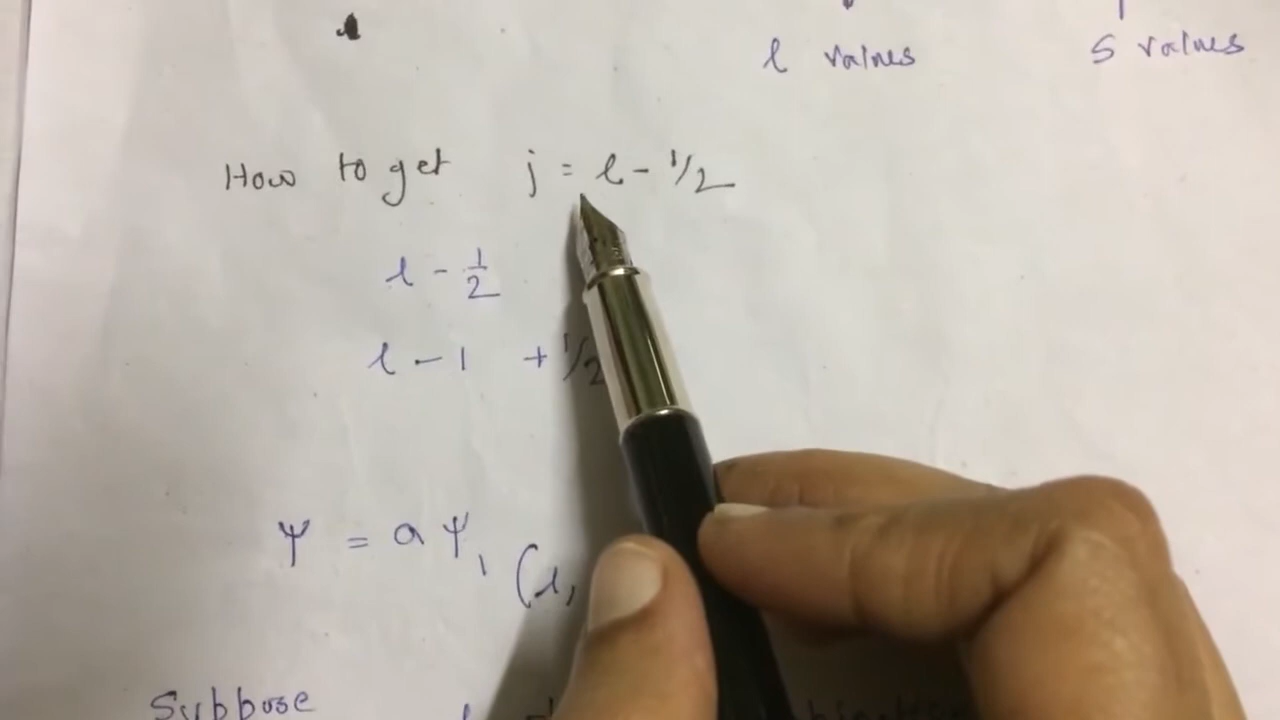 l values S values
How to get j = l - 1/2
l - 1/2
l - 1 + 1/2
Ψ = a Ψ₁ (l,
Suppose